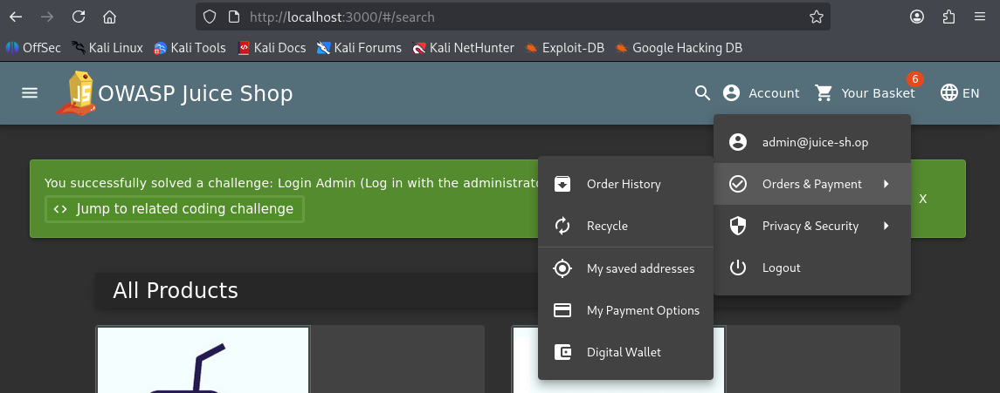 http://localhost:3000/#/search
OffSec Kali Linux Kali Tools Kali Docs Kali Forums Kali NetHunter Exploit-DB Google Hacking DB
JS OWASP Juice Shop Account Your Basket 6 EN
admin@juice-sh.op
You successfully solved a challenge: Login Admin (Log in with the
Jump to related coding challenge
X
Orders & Payment
Privacy & Security
Logout
Order History
Recycle
My saved addresses
My Payment Options
Digital Wallet
All Products